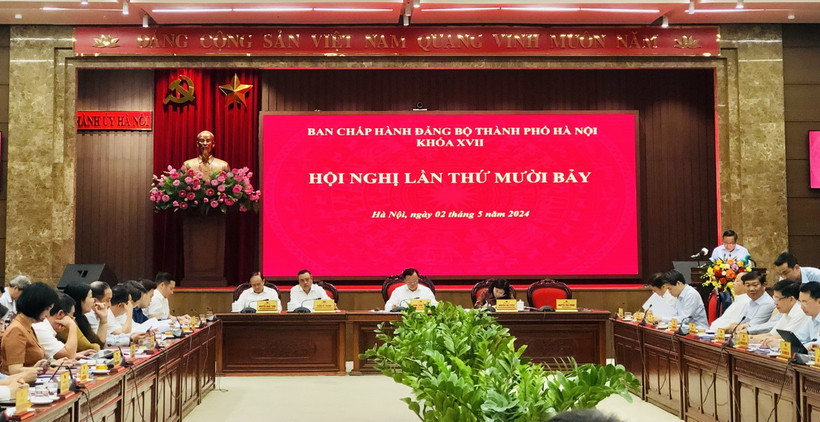 ĐẢNG CỘNG SẢN VIỆT NAM QUANG VINH MUÔN NĂM
THÀNH ỦY HÀ NỘI
BAN CHẤP HÀNH ĐẢNG BỘ THÀNH PHỐ HÀ NỘI
KHÓA XVII
HỘI NGHỊ LẦN THỨ MƯỜI BẢY
Hà Nội, ngày 02 tháng 5 năm 2024